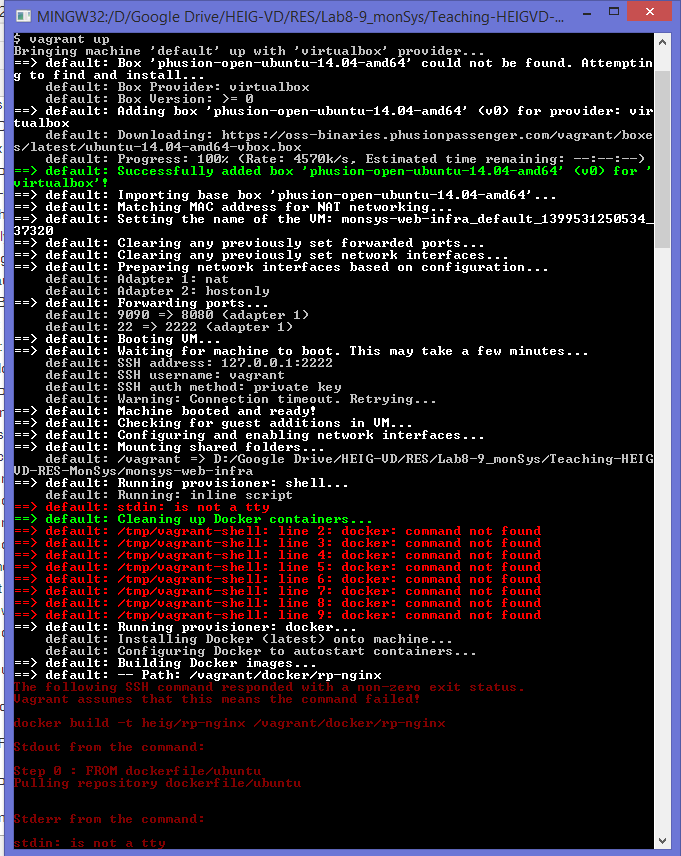 MINGW32:/D/Google Drive/HEIG-VD/RES/Lab8-9_monSys/Teaching-HEIGVD-...
$ vagrant up
Bringing machine 'default' up with 'virtualbox' provider...
==> default: Box 'phusion-open-ubuntu-14.04-amd64' could not be found. Attemptin
g to find and install...
    default: Box Provider: virtualbox
    default: Box Version: >= 0
==> default: Adding box 'phusion-open-ubuntu-14.04-amd64' (v0) for provider: vir
tualbox
    default: Downloading: https://oss-binaries.phusionpassenger.com/vagrant/boxe
s/latest/ubuntu-14.04-amd64-vbox.box
    default: Progress: 100% (Rate: 4570k/s, Estimated time remaining: --:--:--)
==> default: Successfully added box 'phusion-open-ubuntu-14.04-amd64' (v0) for '
virtualbox'!
==> default: Importing base box 'phusion-open-ubuntu-14.04-amd64'...
==> default: Matching MAC address for NAT networking...
==> default: Setting the name of the VM: monsys-web-infra_default_1399531250534_
37320
==> default: Clearing any previously set forwarded ports...
==> default: Clearing any previously set network interfaces...
==> default: Preparing network interfaces based on configuration...
    default: Adapter 1: nat
    default: Adapter 2: hostonly
==> default: Forwarding ports...
    default: 9090 => 8080 (adapter 1)
    default: 22 => 2222 (adapter 1)
==> default: Booting VM...
==> default: Waiting for machine to boot. This may take a few minutes...
    default: SSH address: 127.0.0.1:2222
    default: SSH username: vagrant
    default: SSH auth method: private key
    default: Warning: Connection timeout. Retrying...
==> default: Machine booted and ready!
==> default: Checking for guest additions in VM...
==> default: Configuring and enabling network interfaces...
==> default: Mounting shared folders...
    default: /vagrant => D:/Google Drive/HEIG-VD/RES/Lab8-9_monSys/Teaching-HEIG
VD-RES-MonSys/monsys-web-infra
==> default: Running provisioner: shell...
    default: Running: inline script
==> default: stdin: is not a tty
==> default: Cleaning up Docker containers...
==> default: /tmp/vagrant-shell: line 2: docker: command not found
==> default: /tmp/vagrant-shell: line 3: docker: command not found
==> default: /tmp/vagrant-shell: line 4: docker: command not found
==> default: /tmp/vagrant-shell: line 5: docker: command not found
==> default: /tmp/vagrant-shell: line 6: docker: command not found
==> default: /tmp/vagrant-shell: line 7: docker: command not found
==> default: /tmp/vagrant-shell: line 8: docker: command not found
==> default: /tmp/vagrant-shell: line 9: docker: command not found
==> default: Running provisioner: docker...
    default: Installing Docker (latest) onto machine...
    default: Configuring Docker to autostart containers...
==> default: Building Docker images...
==> default: -- Path: /vagrant/docker/rp-nginx
The following SSH command responded with a non-zero exit status.
Vagrant assumes that this means the command failed!
docker build -t heig/rp-nginx /vagrant/docker/rp-nginx
Stdout from the command:
Step 0 : FROM dockerfile/ubuntu
Pulling repository dockerfile/ubuntu
Stderr from the command:
stdin: is not a tty